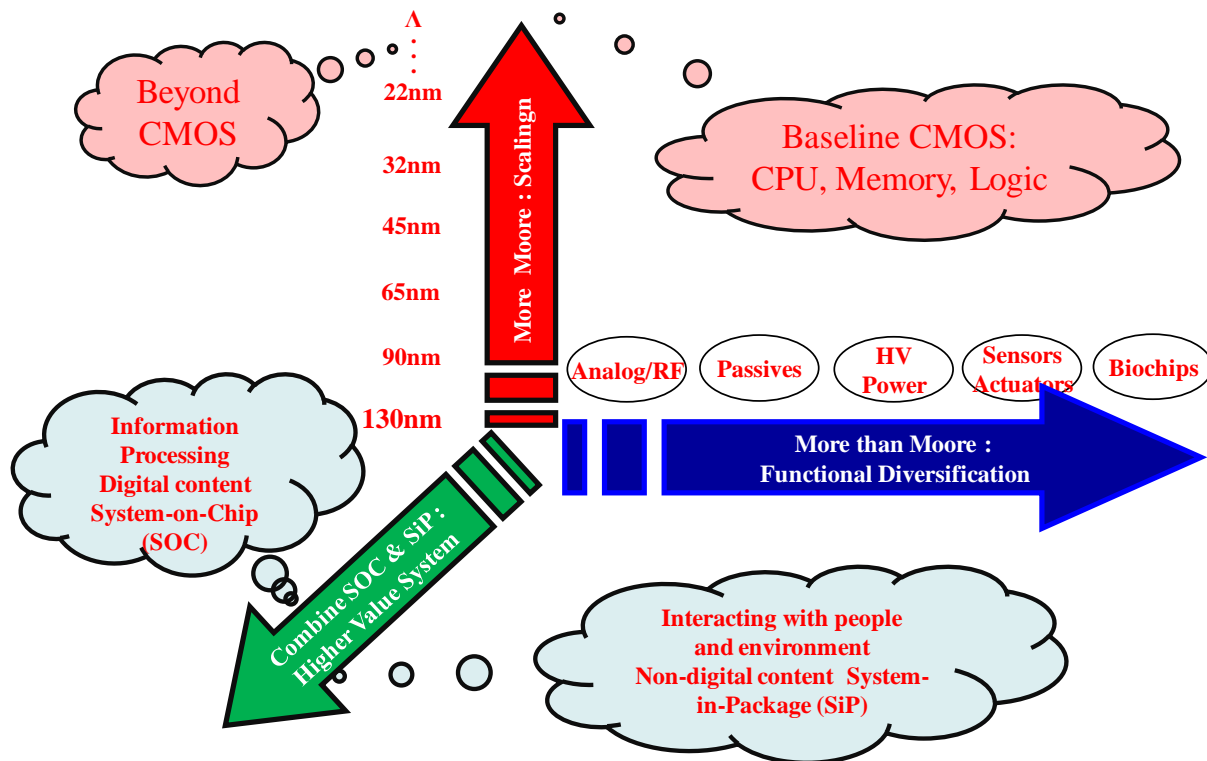 Λ
⋮
Beyond
CMOS
22nm
32nm
45nm
65nm
90nm
130nm
More Moore : Scalingn
Baseline CMOS:
CPU, Memory, Logic
Analog/RF
Passives
HV
Power
Sensors
Actuators
Biochips
More than Moore :
Functional Diversification
Information
Processing
Digital content
System-on-Chip
(SOC)
Combine SOC & SiP :
Higher Value System
Interacting with people
and environment
Non-digital content System-
in-Package (SiP)